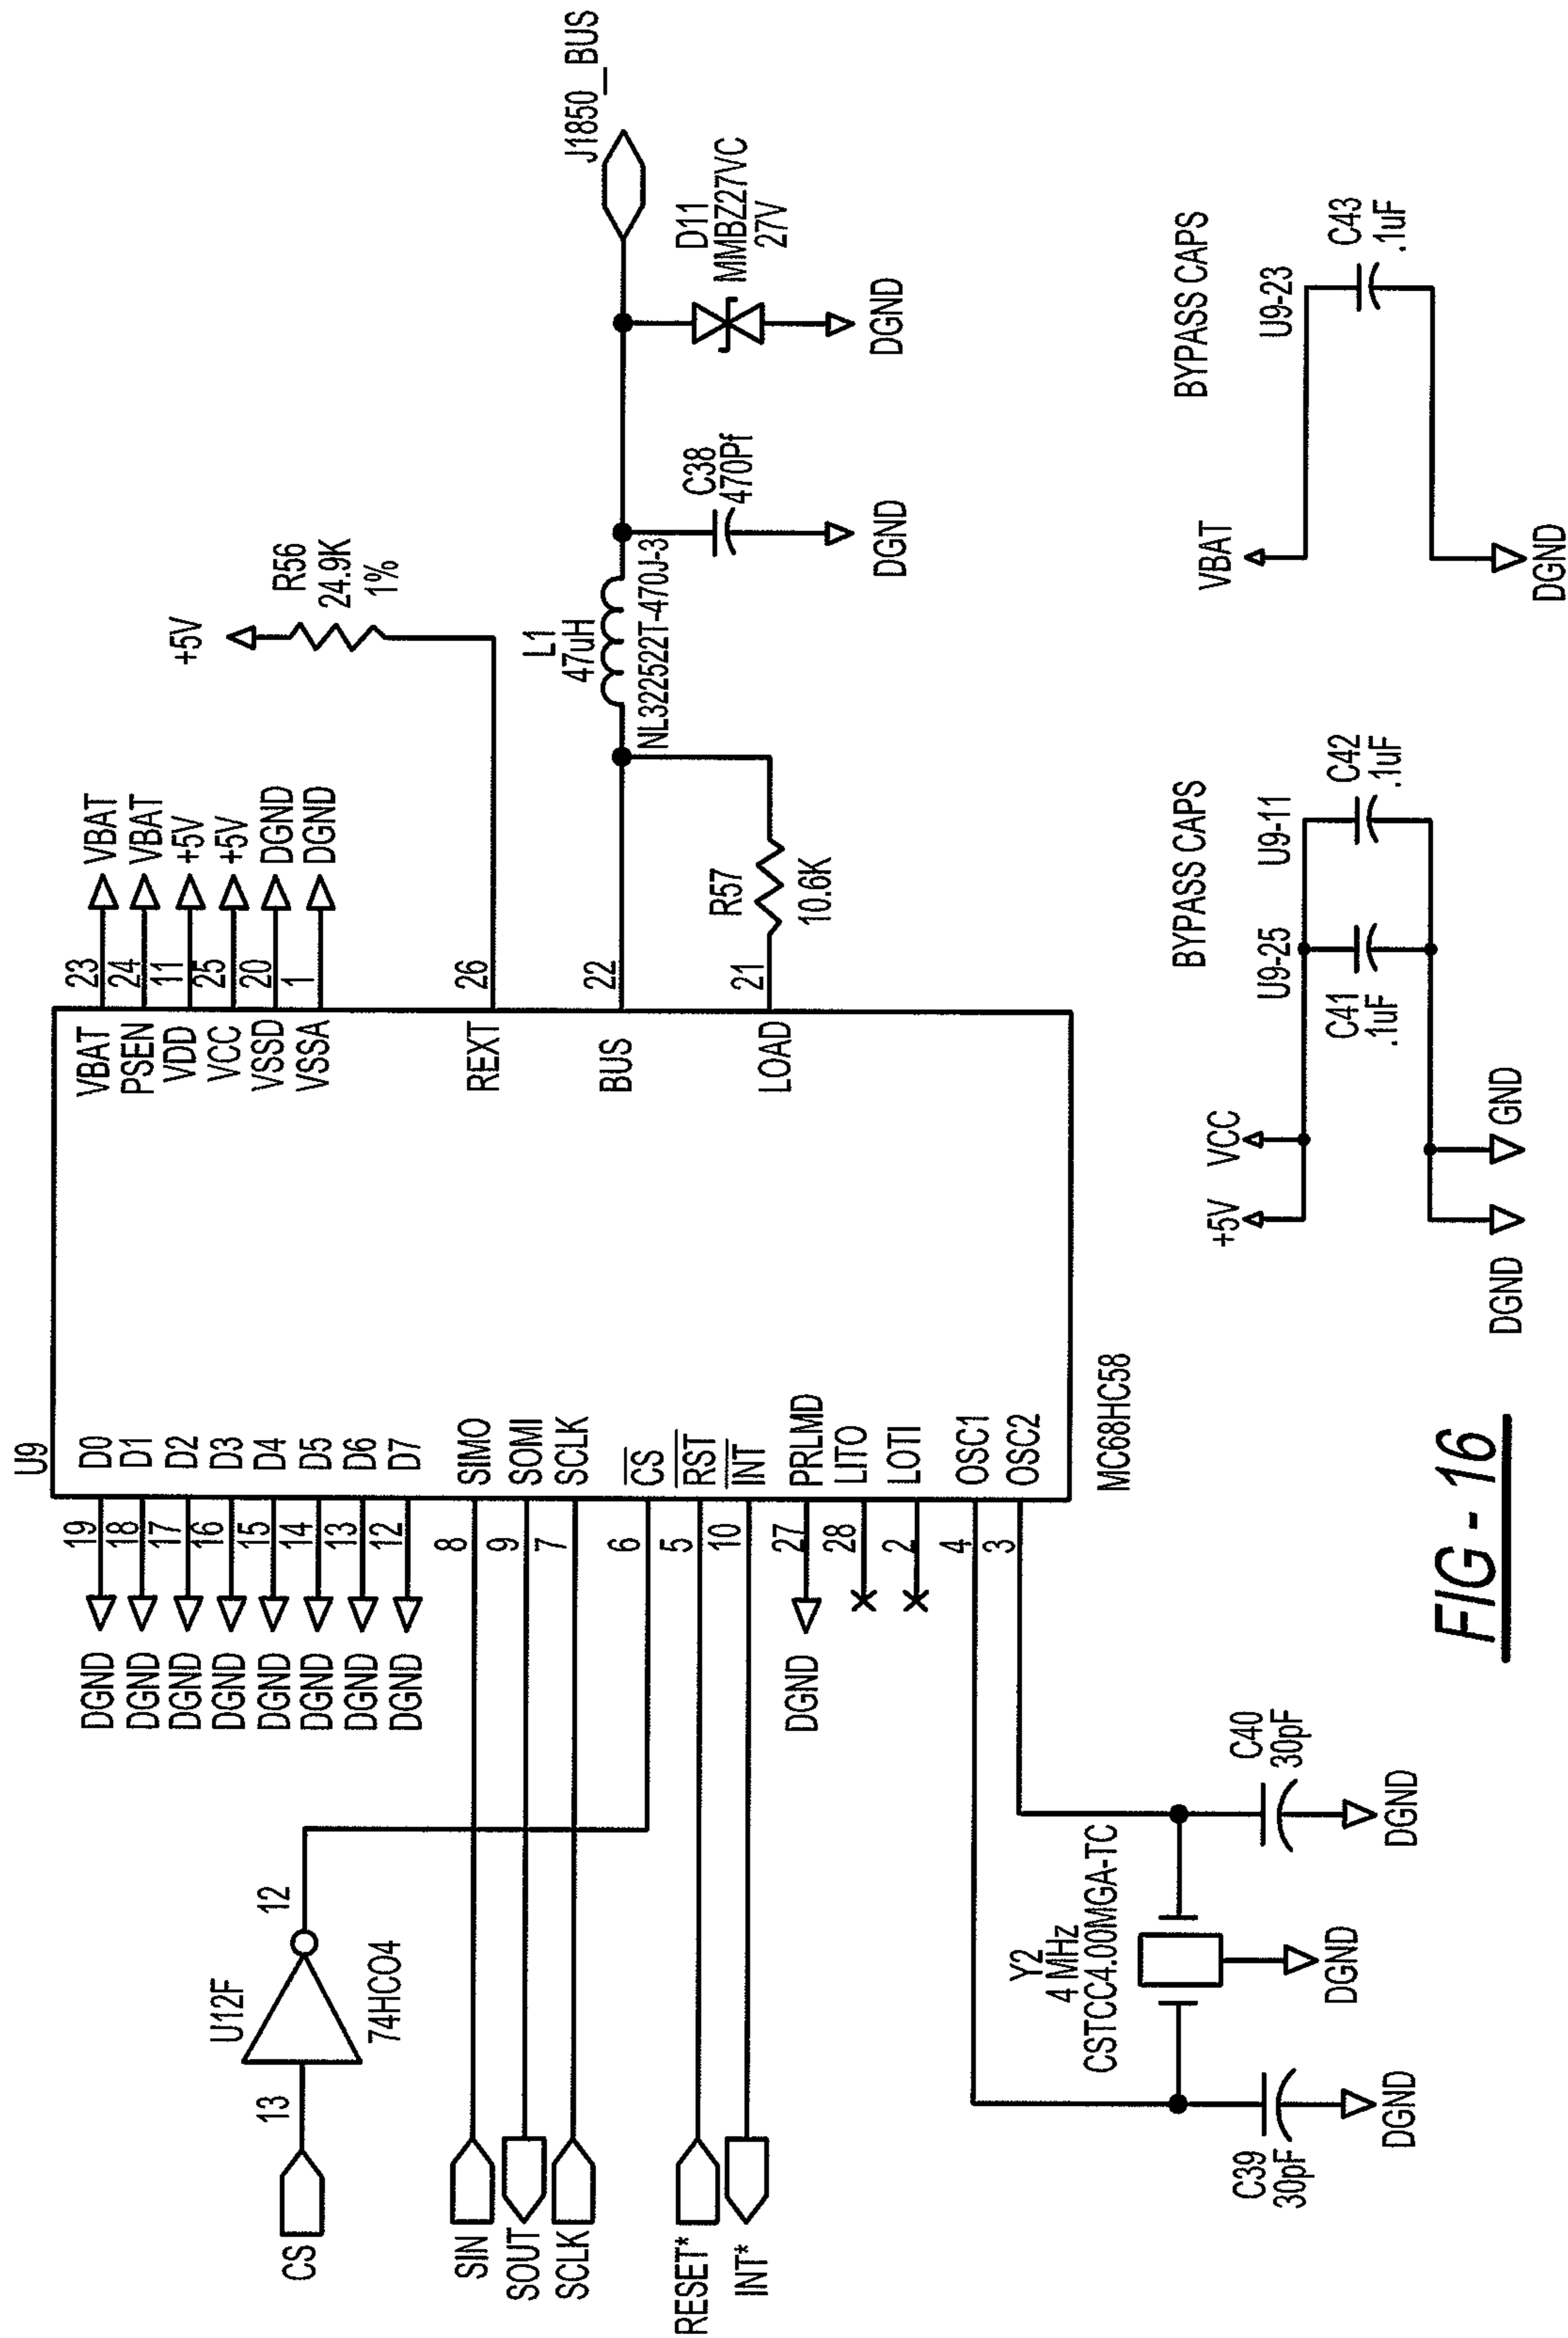 U9
D0
D1
D2
D3
D4
D5
D6
D7
SIMO
SOMI
SCLK
CS
RST
INT
PRLMD
LITO
LOTI
OSC1
OSC2
MC68HC58
19
18
17
16
15
14
13
12
8
9
7
6
5
10
27
28
2
4
3
DGND
DGND
DGND
DGND
DGND
DGND
DGND
DGND
DGND
CS
13
U12F
74HCO4
12
SIN
SOUT
SCLK
RESET*
INT*
Y2
4 MHz
CSTCC4.00MGA-TC
DGND
C39
30pF
DGND
C40
30pF
DGND
VBAT
PSEN
VDD
VCC
VSSD
VSSA
REXT
BUS
LOAD
23
24
11
25
20
1
26
22
21
VBAT
VBAT
+5V
+5V
DGND
DGND
+5V
R56
24.9K
1%
R57
10.6K
L1
47uH
NL322522T-470J-3
C38
470Pf
DGND
D11
MMBZ27VC
27V
DGND
J1850_BUS
BYPASS CAPS
+5V
VCC
U9-25
U9-11
C41
.1uF
C42
.1uF
DGND
GND
BYPASS CAPS
VBAT
U9-23
C43
.1uF
DGND
FIG - 16